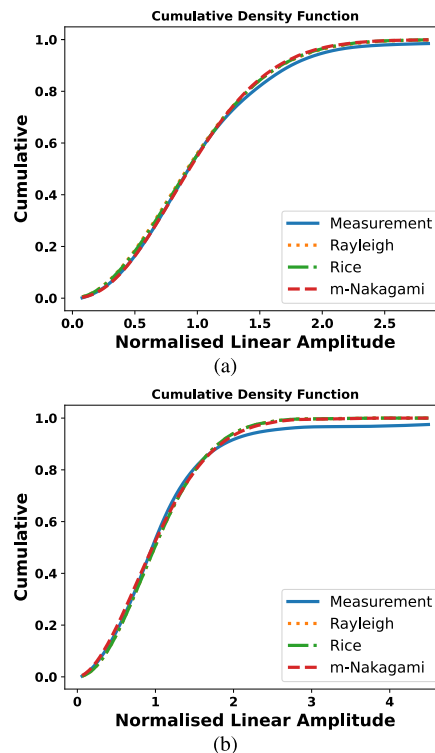 Cumulative Density Function
1.0
0.8
0.6
0.4
0.2
0.0
Cumulative
Measurement
Rayleigh
Rice
m-Nakagami
0.0 0.5 1.0 1.5 2.0 2.5
Normalised Linear Amplitude
(a)
Cumulative Density Function
1.0
0.8
0.6
0.4
0.2
0.0
Cumulative
Measurement
Rayleigh
Rice
m-Nakagami
0 1 2 3 4
Normalised Linear Amplitude
(b)